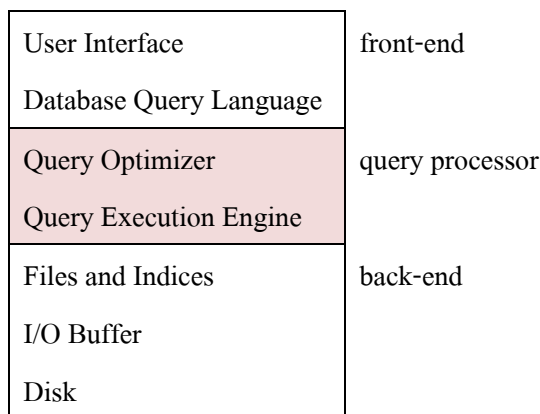 User Interface front-end
Database Query Language
Query Optimizer query processor
Query Execution Engine
Files and Indices back-end
I/O Buffer
Disk